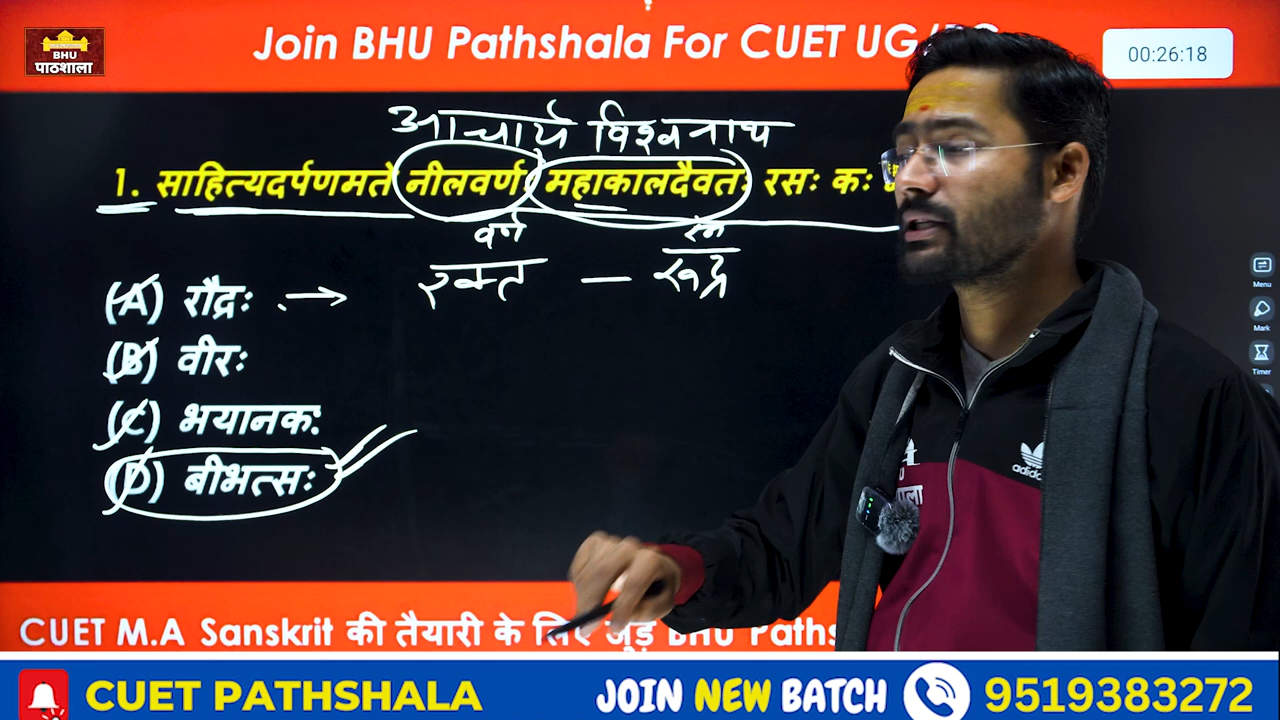 Join BHU Pathshala For CUET UG
00:26:18
BHU
पाठशाला
आचार्य विश्वनाथ
1. साहित्यदर्पणमते नीलवर्णः महाकालदैवतः रसः कः
वर्ण
रक्त — रूद्र
(A) रौद्रः
(B) वीरः
(C) भयानकः
(D) बीभत्सः
Menu
Mark
Timer
CUET M.A Sanskrit की तैयारी के लिए जुड़े BHU
CUET PATHSHALA
JOIN NEW BATCH
9519383272